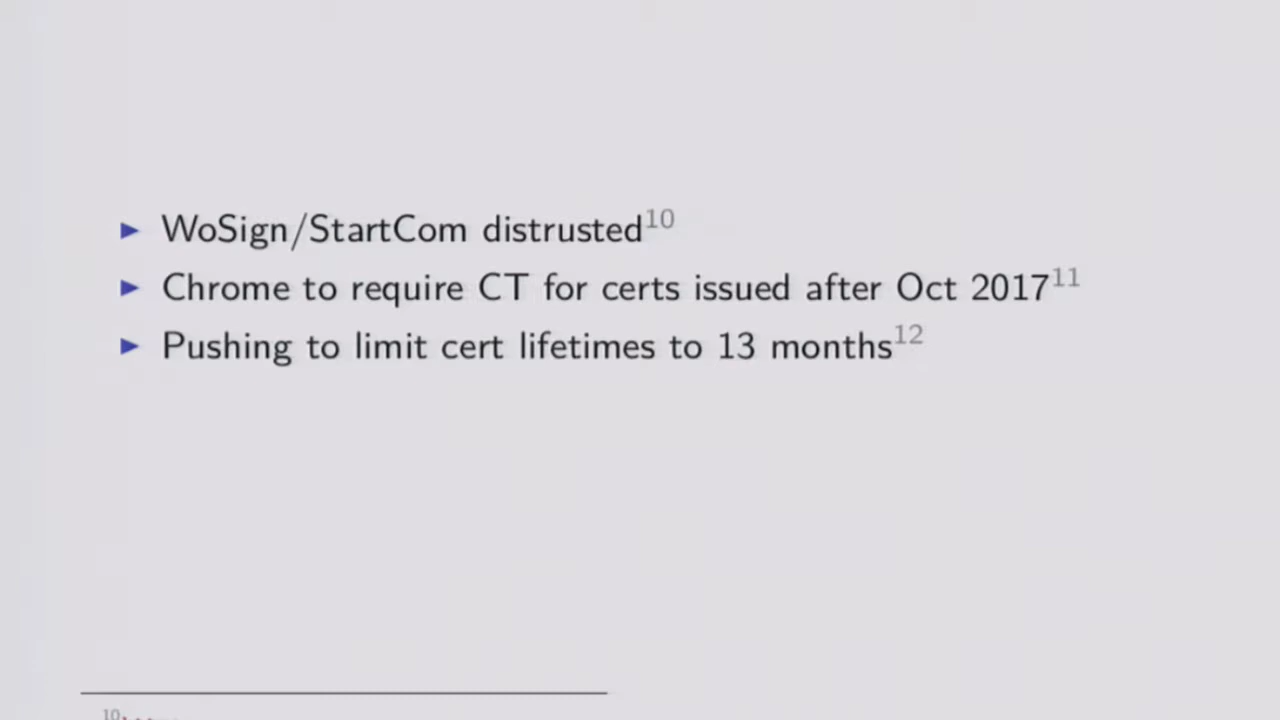 ► WoSign/StartCom distrusted10
► Chrome to require CT for certs issued after Oct 201711
► Pushing to limit cert lifetimes to 13 months12
10